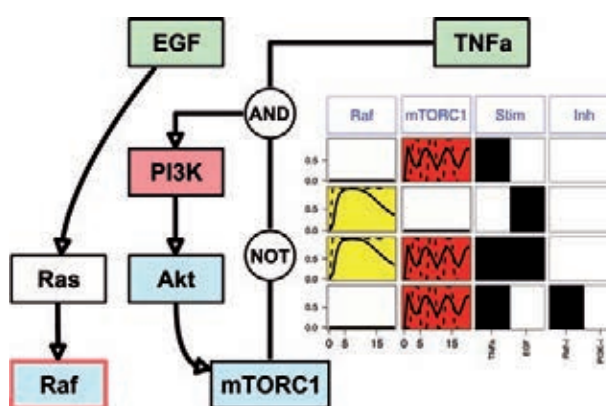 EGF
TNFa
AND
PI3K
NOT
Ras
Akt
Raf
mTORC1
Raf mTORC1 Stim Inh
0.5
0.0
0.5
0.0
0.5
0.0
0.5
0.0
0 5 15 0 5 15
TNFa EGF